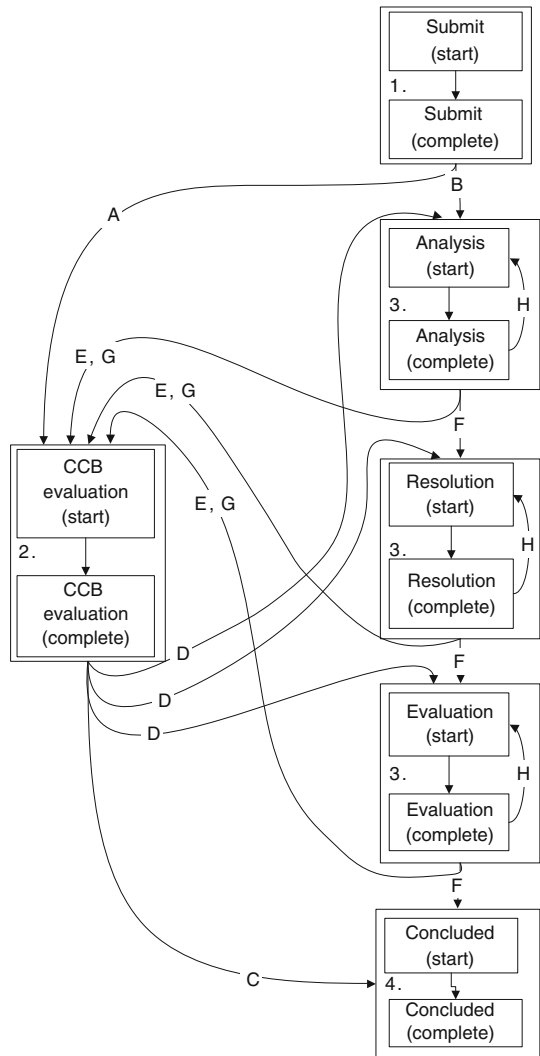 Submit
(start)
1.
Submit
(complete)
B
A
Analysis
(start)
3.
H
Analysis
(complete)
E, G
E, G
F
CCB
evaluation
(start)
2.
CCB
evaluation
(complete)
E, G
Resolution
(start)
3.
H
Resolution
(complete)
D
F
D
D
Evaluation
(start)
3.
H
Evaluation
(complete)
F
C
Concluded
(start)
4.
Concluded
(complete)